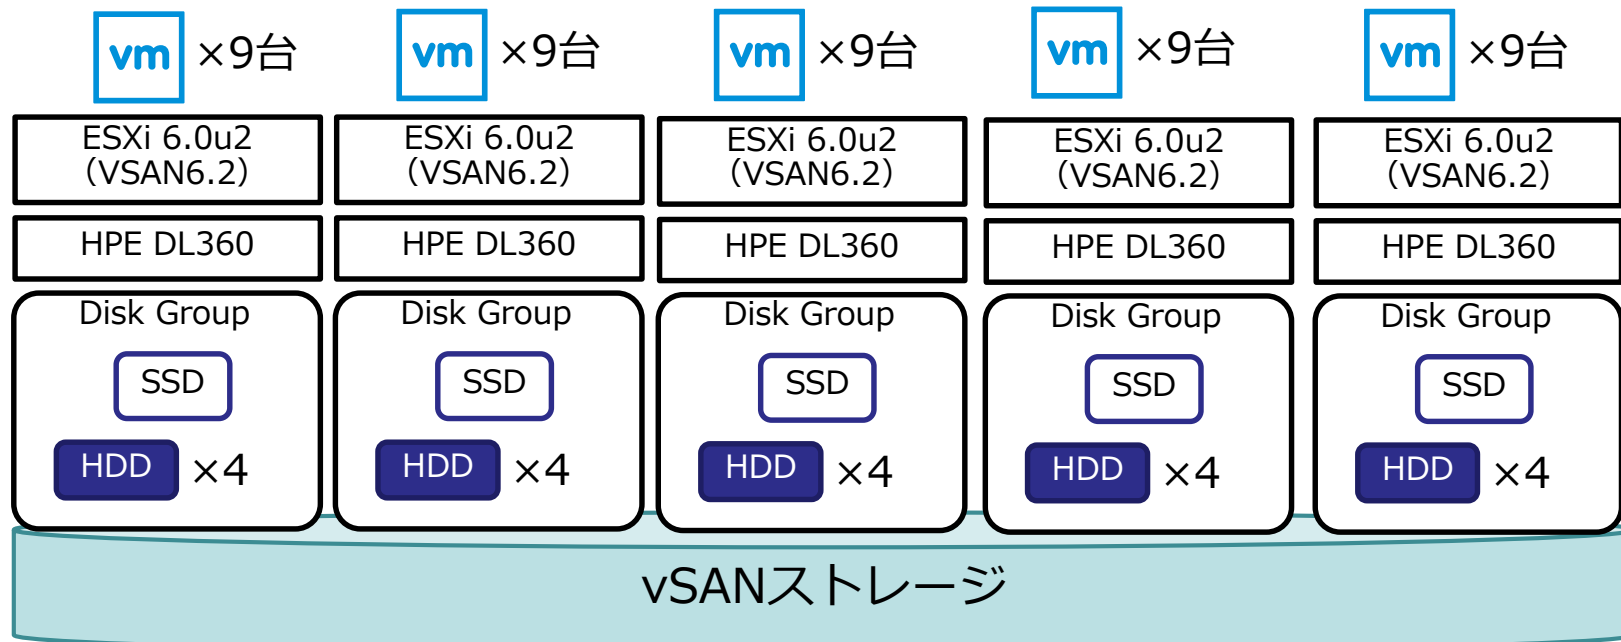 vm ×9台 vm ×9台 vm ×9台 vm ×9台 vm ×9台
ESXi 6.0u2 ESXi 6.0u2 ESXi 6.0u2 ESXi 6.0u2 ESXi 6.0u2
（VSAN6.2） （VSAN6.2） （VSAN6.2） （VSAN6.2） （VSAN6.2）
HPE DL360 HPE DL360 HPE DL360 HPE DL360 HPE DL360
Disk Group Disk Group Disk Group Disk Group Disk Group
SSD SSD SSD SSD SSD
HDD ×4 HDD ×4 HDD ×4 HDD ×4 HDD ×4
vSANストレージ